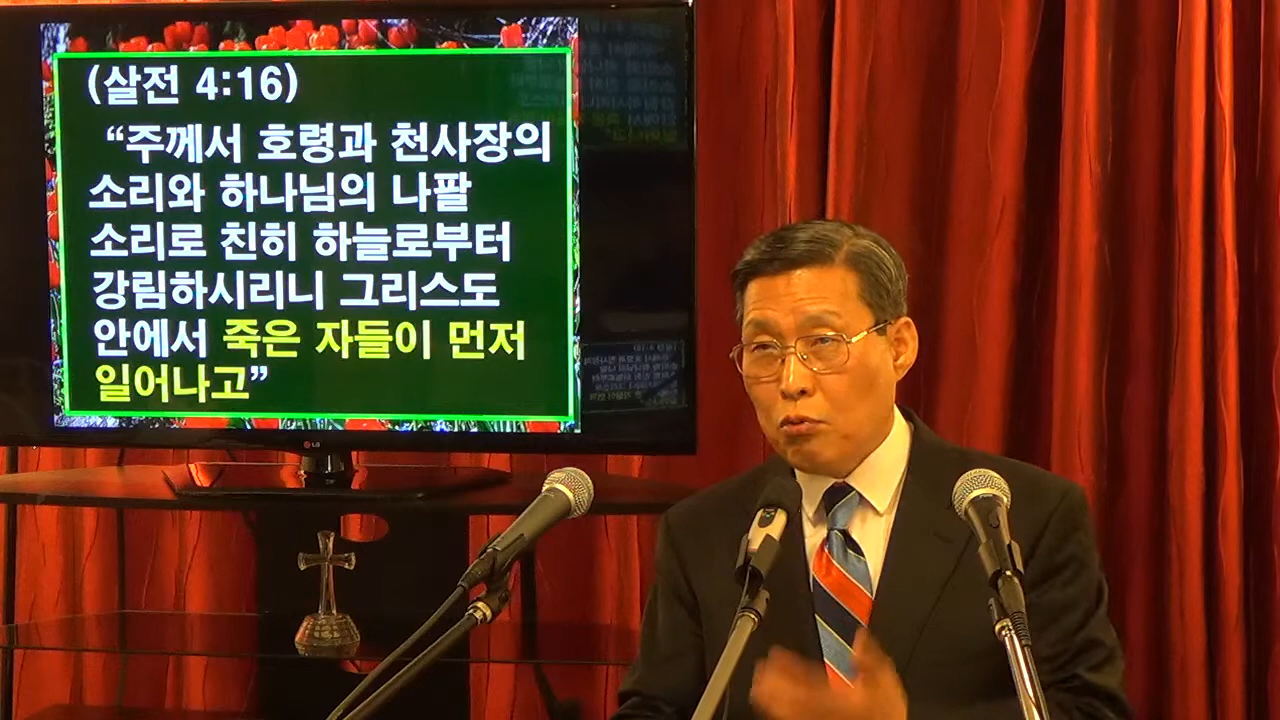 (살전 4:16)
“주께서 호령과 천사장의
소리와 하나님의 나팔
소리로 친히 하늘로부터
강림하시리니 그리스도
안에서 죽은 자들이 먼저
일어나고”
LG